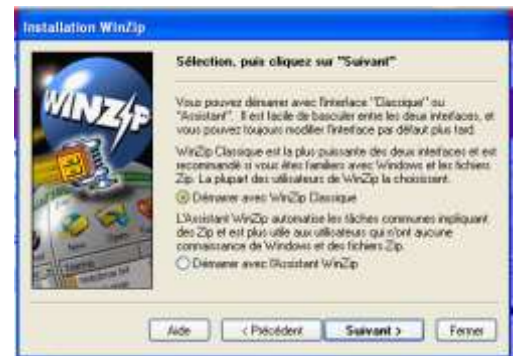 Installation WinZip
Sélection, puis cliquez sur "Suivant"
WINZIP
Vous pouvez démarrer avec l'interface "Classique" ou
"Assistant". Il est facile de basculer entre les deux interfaces, et
vous pouvez toujours modifier l'interface par défaut plus tard.
WinZip Classique est la plus puissante des deux interfaces et est
recommandé si vous êtes familiers avec Windows et les fichiers
Zip. La plupart des utilisateurs de WinZip la choisissent.
Démarrer avec WinZip Classique
L'Assistant WinZip automatise les tâches communes impliquant
des Zip et est plus utile aux utilisateurs qui n'ont aucune
connaissance de Windows et des fichiers Zip.
Démarrer avec l'Assistant WinZip
New
Open
Aide
< Précédent
Suivant >
Fermer